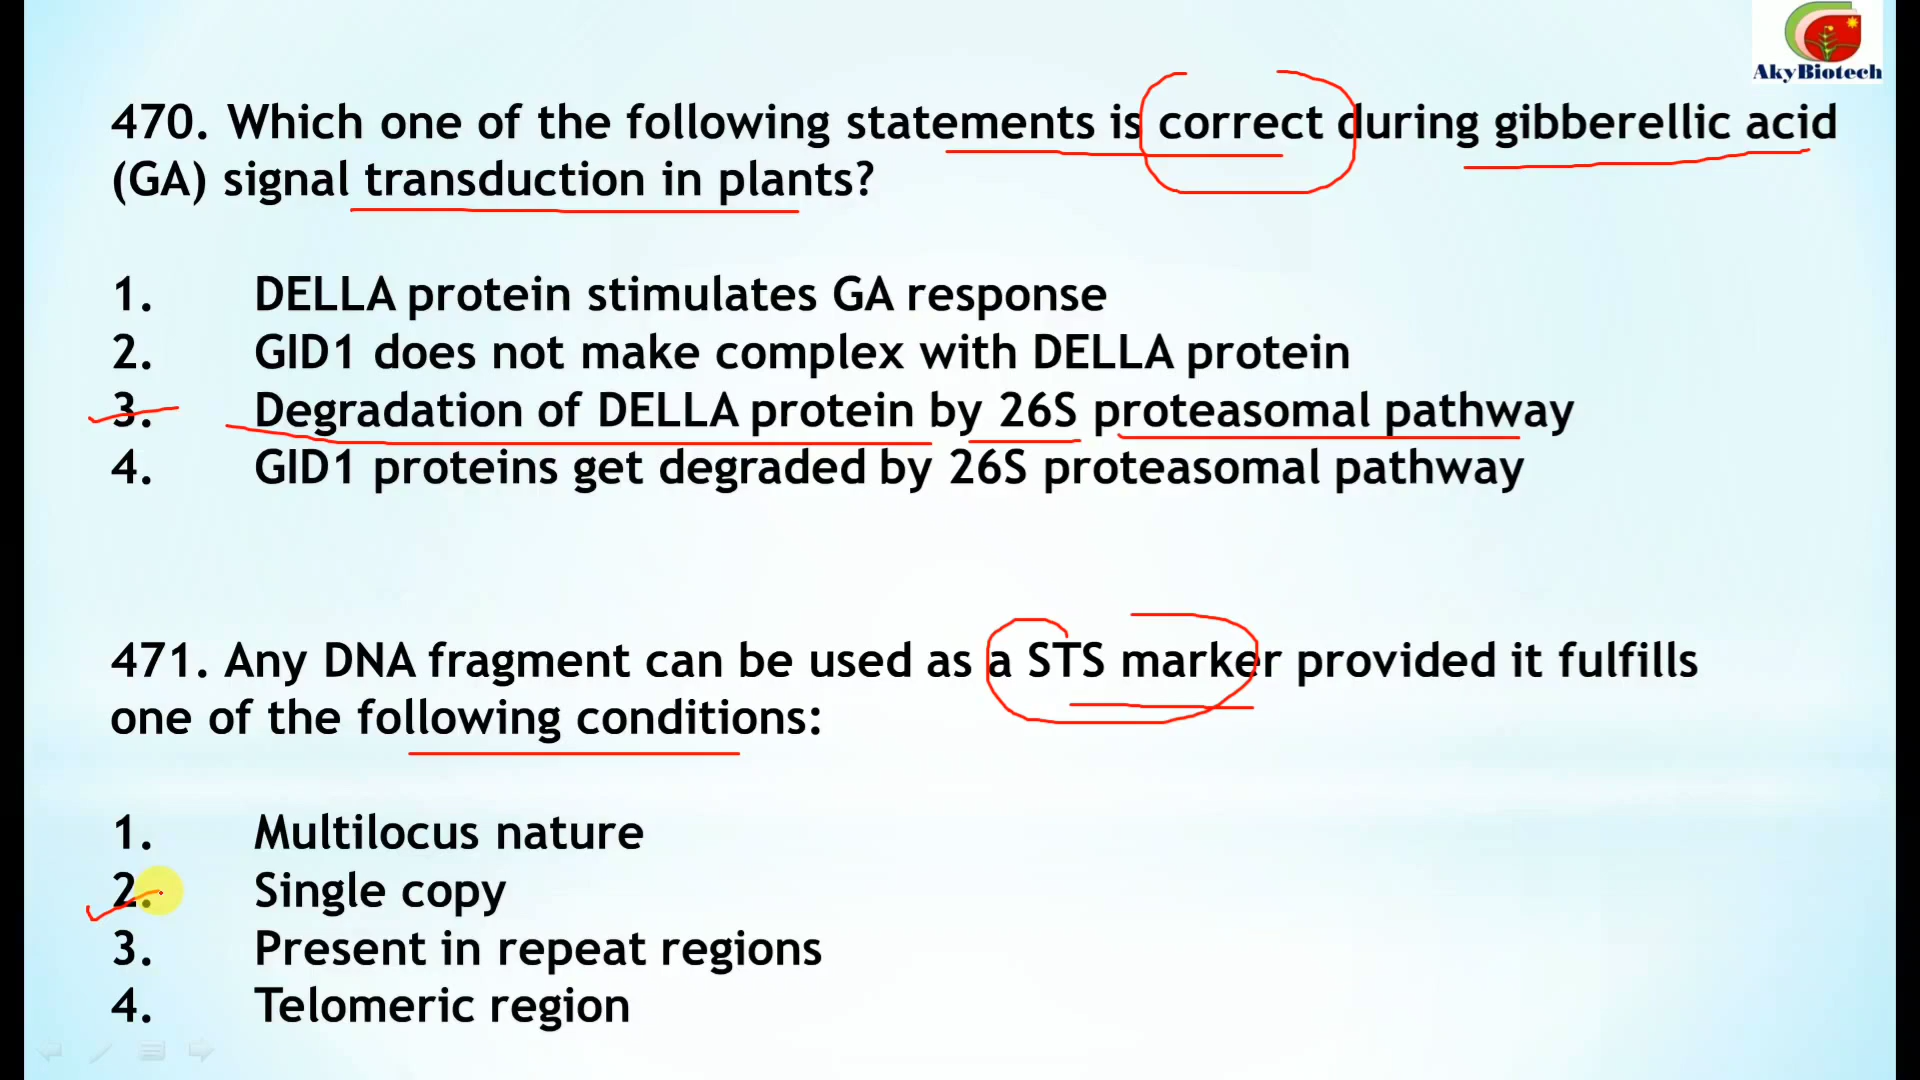 AkyBiotech
470. Which one of the following statements is correct during gibberellic acid
(GA) signal transduction in plants?
1. DELLA protein stimulates GA response
2. GID1 does not make complex with DELLA protein
3. Degradation of DELLA protein by 26S proteasomal pathway
4. GID1 proteins get degraded by 26S proteasomal pathway
471. Any DNA fragment can be used as a STS marker provided it fulfills
one of the following conditions:
1. Multilocus nature
2. Single copy
3. Present in repeat regions
4. Telomeric region